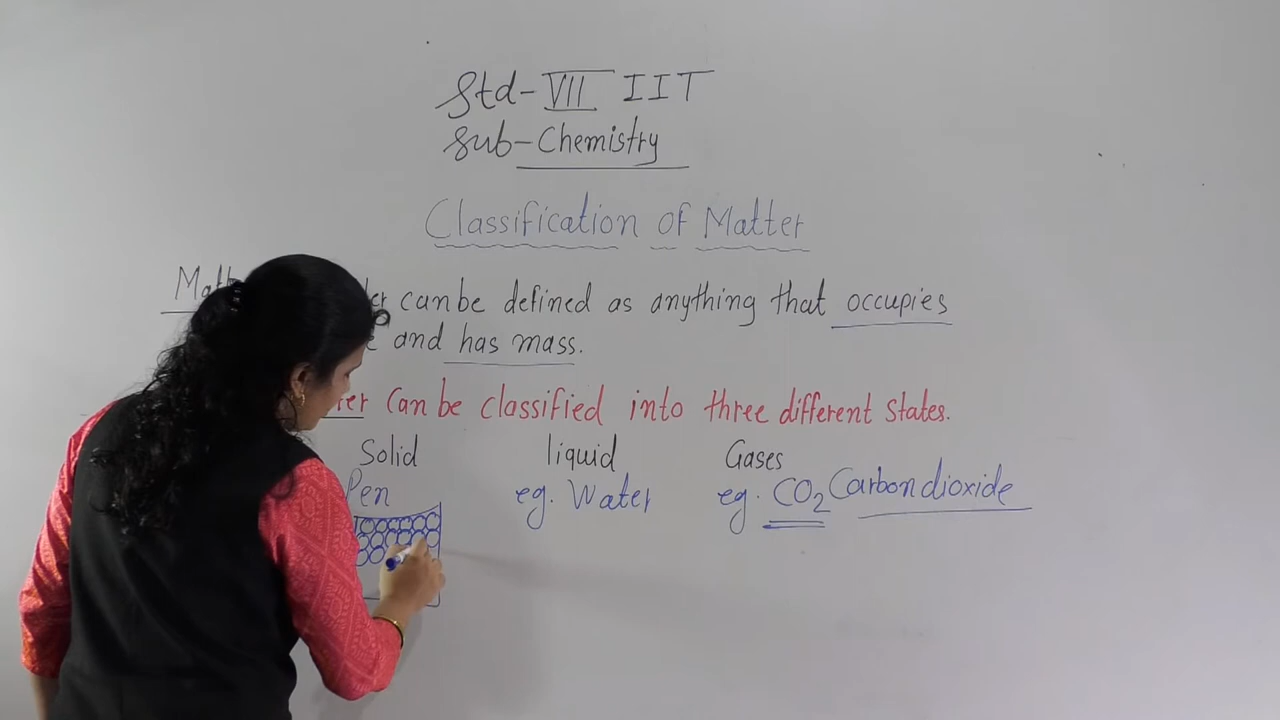 Std - VII IIT
Sub - Chemistry
Classification of Matter
can be defined as anything that occupies
and has mass.
Can be classified into three different States.
Solid liquid Gases
Pen eg. Water eg. CO2 Carbondioxide